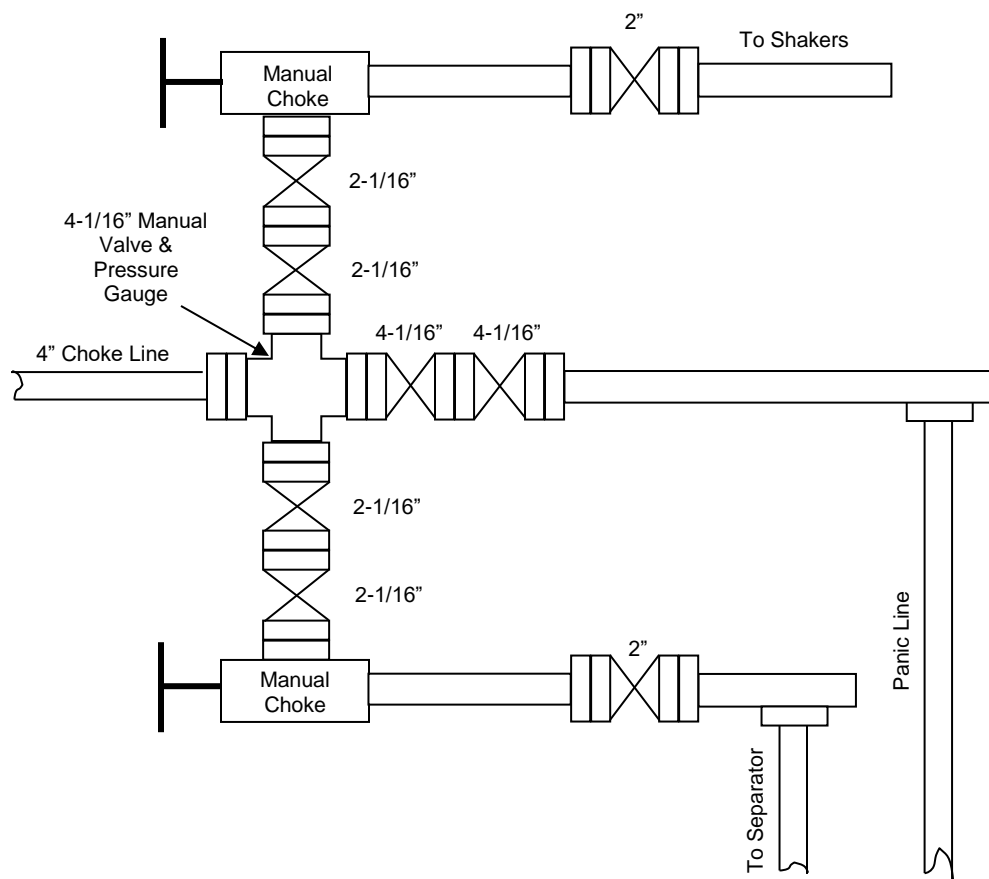 2”
To Shakers
Manual
Choke
2-1/16”
4-1/16” Manual
Valve &
Pressure
Gauge
2-1/16”
4-1/16”
4-1/16”
4” Choke Line
2-1/16”
2-1/16”
Panic Line
2”
Manual
Choke
To Separator